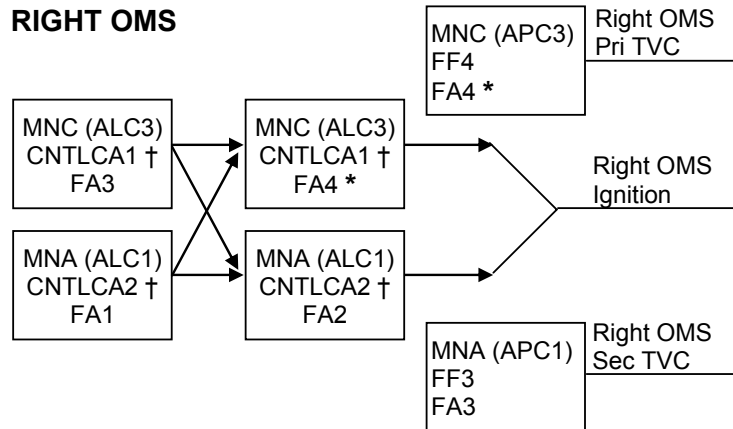 RIGHT OMS
MNC (APC3)
FF4
FA4 *
Right OMS
Pri TVC
MNC (ALC3)
CNTLCA1 †
FA3
MNC (ALC3)
CNTLCA1 †
FA4 *
Right OMS
Ignition
MNA (ALC1)
CNTLCA2 †
FA1
MNA (ALC1)
CNTLCA2 †
FA2
MNA (APC1)
FF3
FA3
Right OMS
Sec TVC